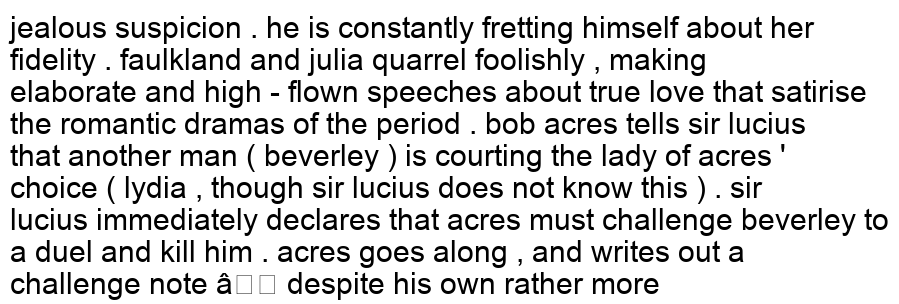 jealous suspicion . he is constantly fretting himself about her
fidelity . faulkland and julia quarrel foolishly , making
elaborate and high - flown speeches about true love that satirise
the romantic dramas of the period . bob acres tells sir lucius
that another man ( beverley ) is courting the lady of acres '
choice ( lydia , though sir lucius does not know this ) . sir
lucius immediately declares that acres must challenge beverley to
a duel and kill him . acres goes along , and writes out a
challenge note â□□ despite his own rather more